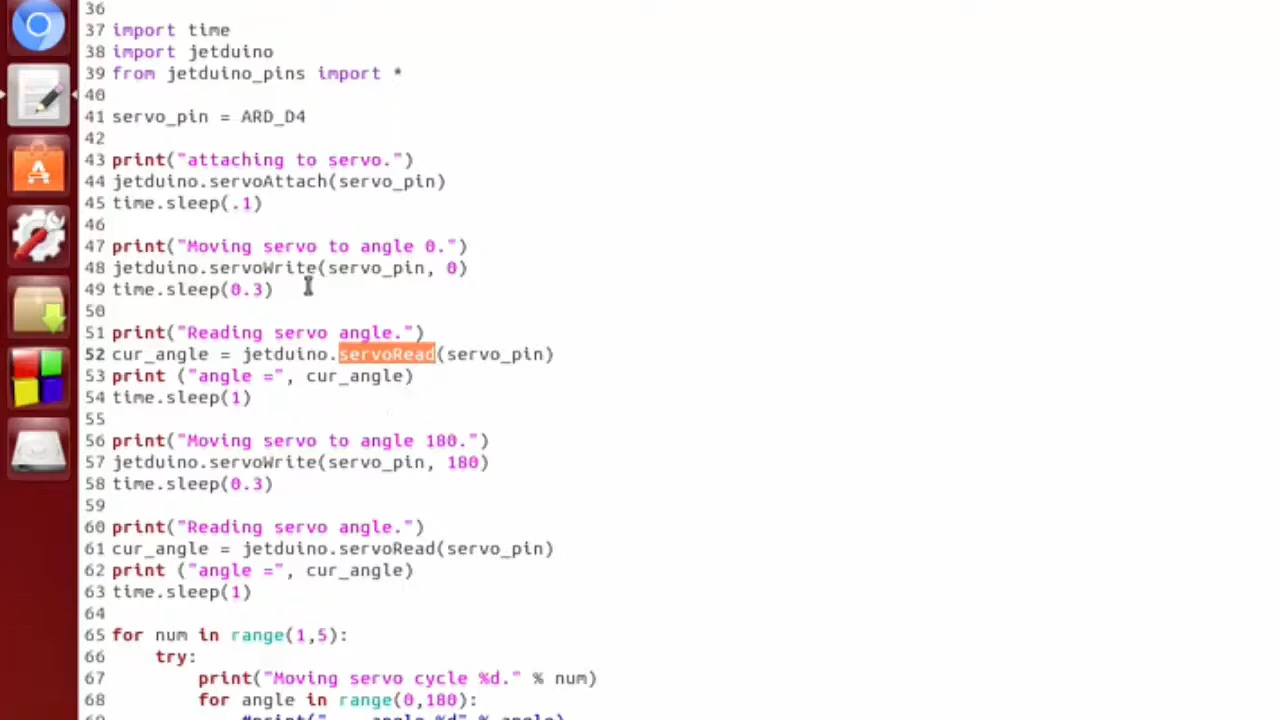 36
37 import time
38 import jetduino
39 from jetduino_pins import *
40
41 servo_pin = ARD_D4
42
43 print("attaching to servo.")
44 jetduino.servoAttach(servo_pin)
45 time.sleep(.1)
46
47 print("Moving servo to angle 0.")
48 jetduino.servoWrite(servo_pin, 0)
49 time.sleep(0.3)
50
51 print("Reading servo angle.")
52 cur_angle = jetduino.servoRead(servo_pin)
53 print ("angle =", cur_angle)
54 time.sleep(1)
55
56 print("Moving servo to angle 180.")
57 jetduino.servoWrite(servo_pin, 180)
58 time.sleep(0.3)
59
60 print("Reading servo angle.")
61 cur_angle = jetduino.servoRead(servo_pin)
62 print ("angle =", cur_angle)
63 time.sleep(1)
64
65 for num in range(1,5):
66     try:
67         print("Moving servo cycle %d." % num)
68         for angle in range(0,180):